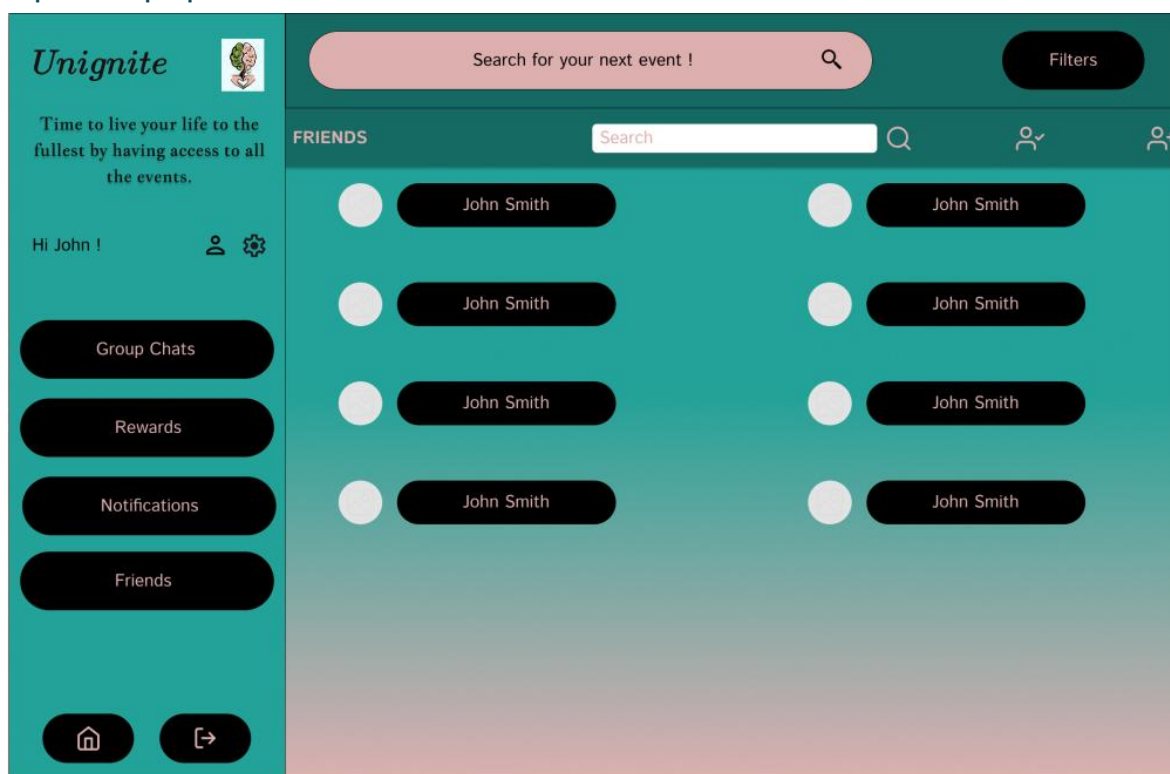 Unignite
Time to live your life to the
fullest by having access to all
the events.
Hi John !
Group Chats
Rewards
Notifications
Friends
Search for your next event !
Filters
FRIENDS
Search
John Smith
John Smith
John Smith
John Smith
John Smith
John Smith
John Smith
John Smith